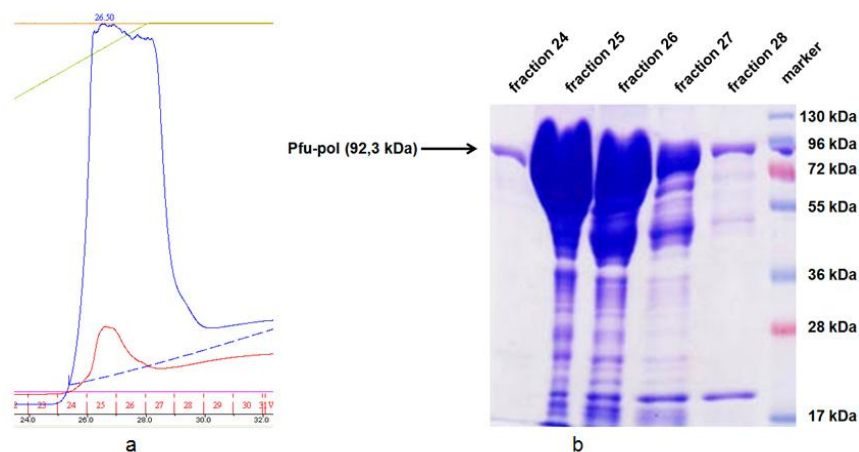 26.50
23 24 25 26 27 28 29 30 31
24.0 26.0 28.0 30.0 32.0
a
fraction 24
fraction 25
fraction 26
fraction 27
fraction 28
marker
Pfu-pol (92,3 kDa)
130 kDa
96 kDa
72 kDa
55 kDa
36 kDa
28 kDa
17 kDa
b